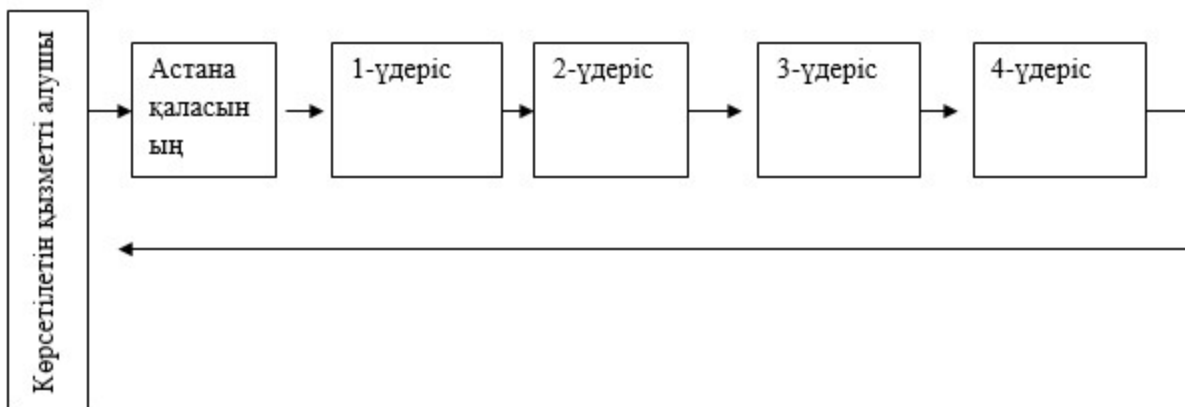 Көрсетілетін қызметті алушы
Астана
қаласын
ың
1-үдеріс
2-үдеріс
3-үдеріс
4-үдеріс